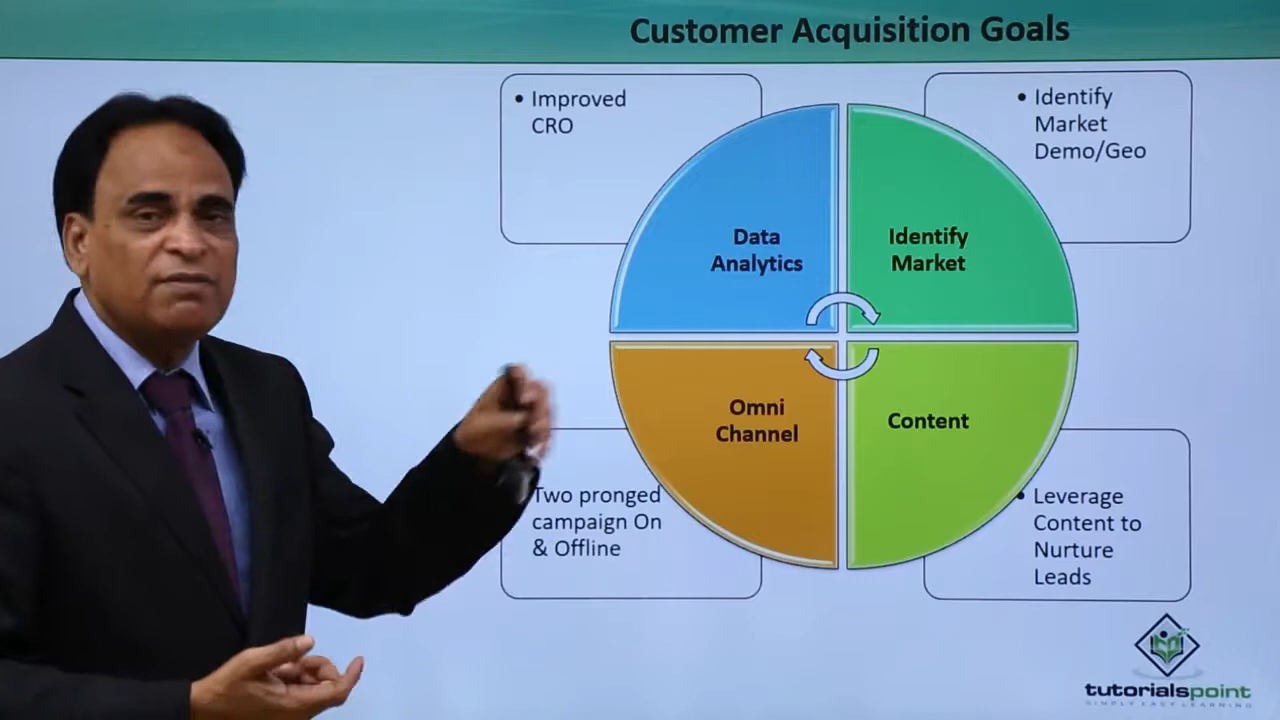 Customer Acquisition Goals
• Improved
CRO
• Identify
Market
Demo/Geo
Data
Analytics
Identify
Market
Omni
Channel
Content
Two pronged
campaign On
& Offline
• Leverage
Content to
Nurture
Leads
tutorialspoint
SIMPLY EASY LEARNING